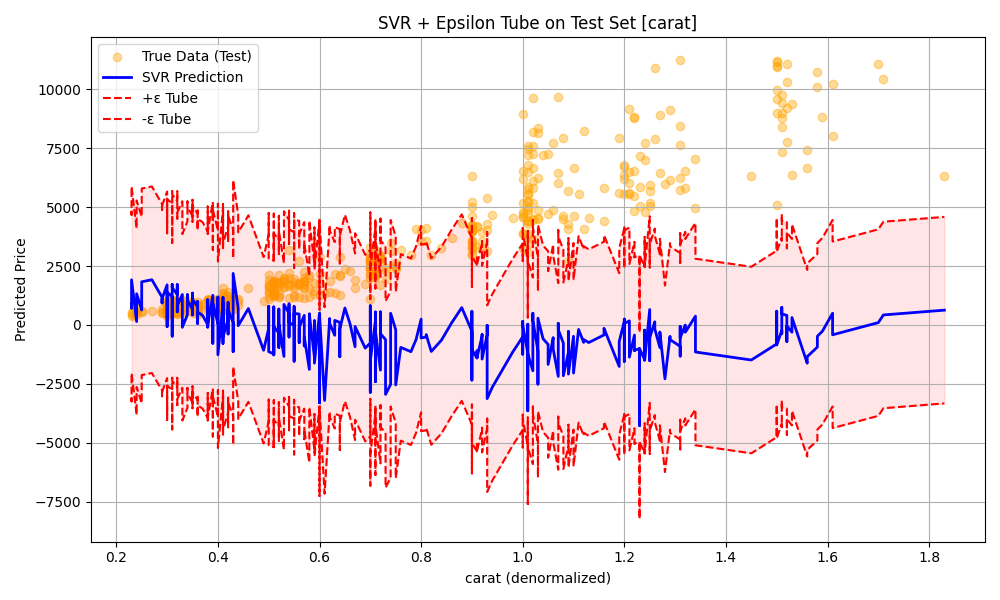 SVR + Epsilon Tube on Test Set [carat]
True Data (Test)
SVR Prediction
+ε Tube
-ε Tube
Predicted Price
10000
7500
5000
2500
0
−2500
−5000
−7500
0.2 0.4 0.6 0.8 1.0 1.2 1.4 1.6 1.8
carat (denormalized)